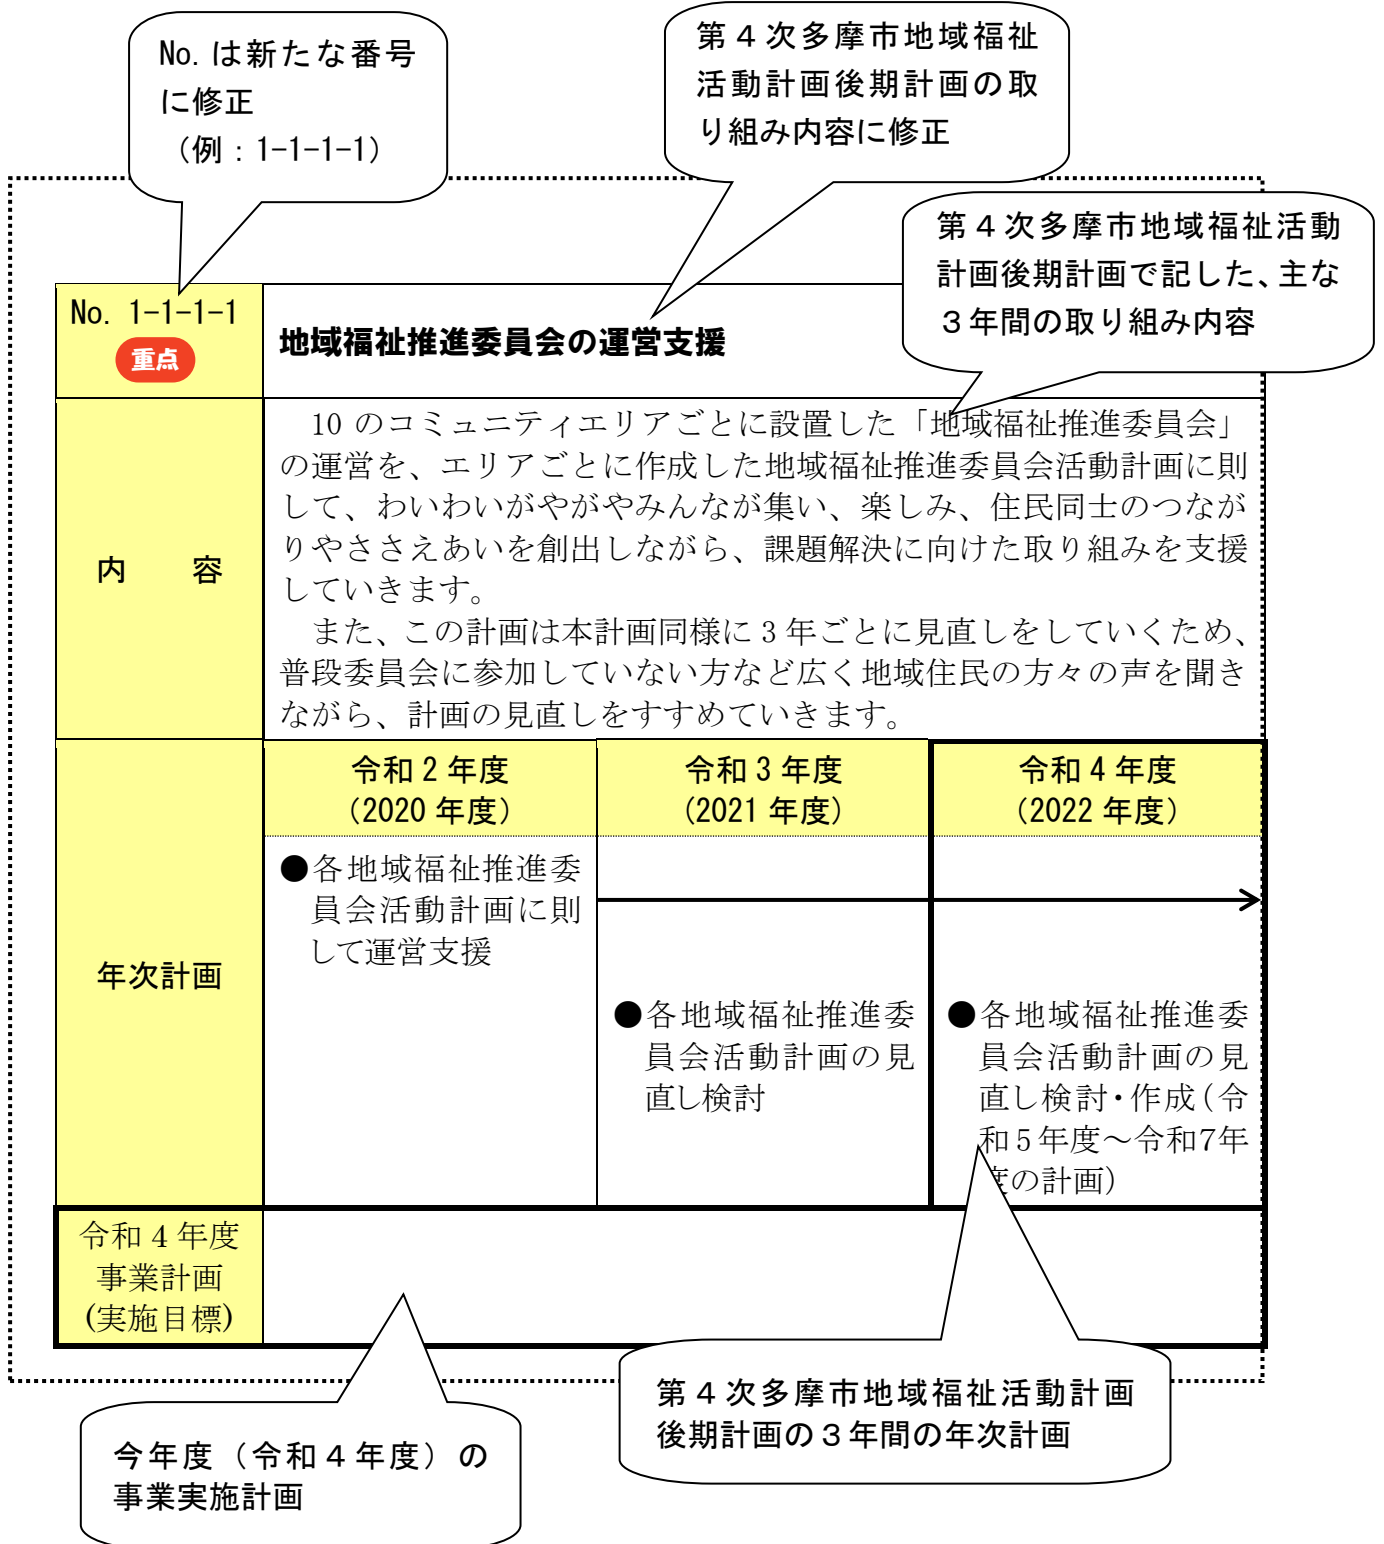 No.は新たな番号
に修正
（例：1-1-1-1）
第４次多摩市地域福祉
活動計画後期計画の取
り組み内容に修正
第４次多摩市地域福祉活動
計画後期計画で記した、主な
３年間の取り組み内容
No. 1-1-1-1
重点
地域福祉推進委員会の運営支援
内　容
10 のコミュニティエリアごとに設置した「地域福祉推進委員会」
の運営を、エリアごとに作成した地域福祉推進委員会活動計画に則
して、わいわいがやがやみんなが集い、楽しみ、住民同士のつなが
りやささえあいを創出しながら、課題解決に向けた取り組みを支援
していきます。
また、この計画は本計画同様に 3 年ごとに見直しをしていくため、
普段委員会に参加していない方など広く地域住民の方々の声を聞き
ながら、計画の見直しをすすめていきます。
年次計画
令和 2 年度
（2020 年度）
令和 3 年度
（2021 年度）
令和 4 年度
（2022 年度）
●各地域福祉推進委
員会活動計画に則
して運営支援
●各地域福祉推進委
員会活動計画の見
直し検討
●各地域福祉推進委
員会活動計画の見
直し検討・作成（令
和５年度～令和7年
度の計画）
令和 4 年度
事業計画
(実施目標)
今年度（令和４年度）の
事業実施計画
第４次多摩市地域福祉活動計画
後期計画の３年間の年次計画